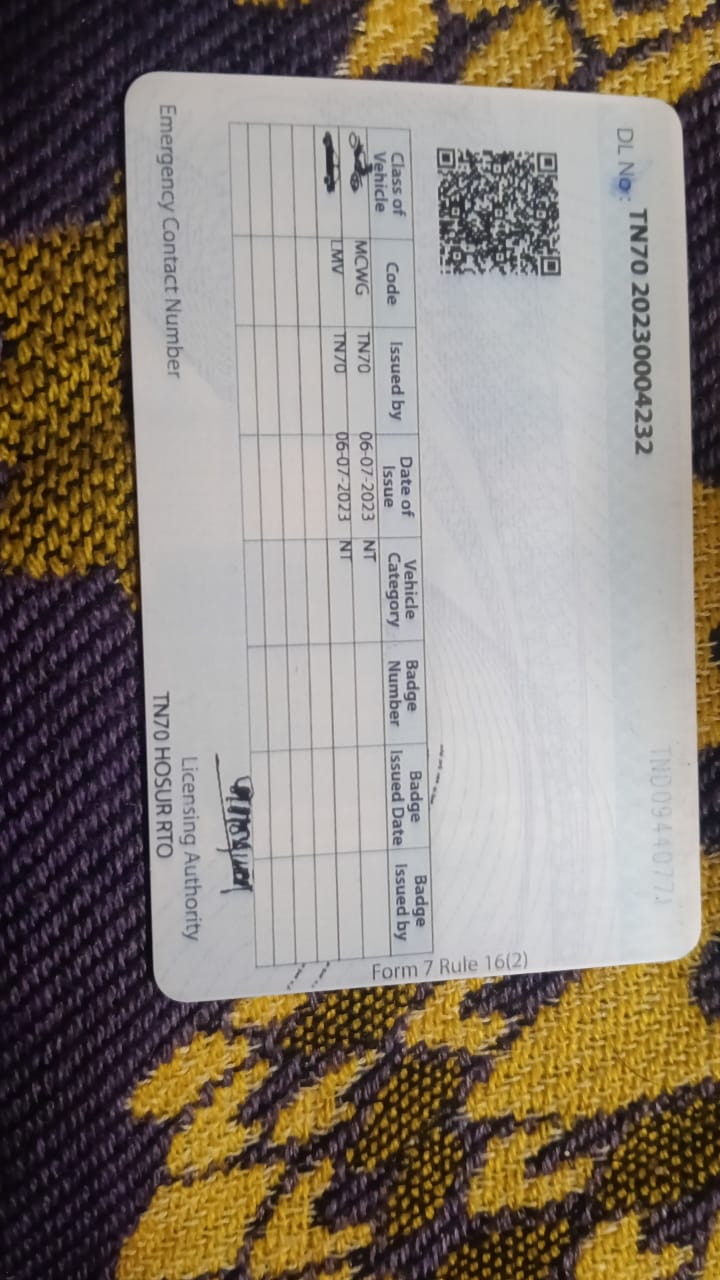 DL No: TN70 20230004232
TND0944077J
Form 7 Rule 16(2)
Class of Vehicle Code Issued by Date of Issue Vehicle Category Badge Number Badge Issued Date Badge Issued by
MCWG TN70 06-07-2023 NT
LMV TN70 06-07-2023 NT
Licensing Authority
Emergency Contact Number TN70 HOSUR RTO